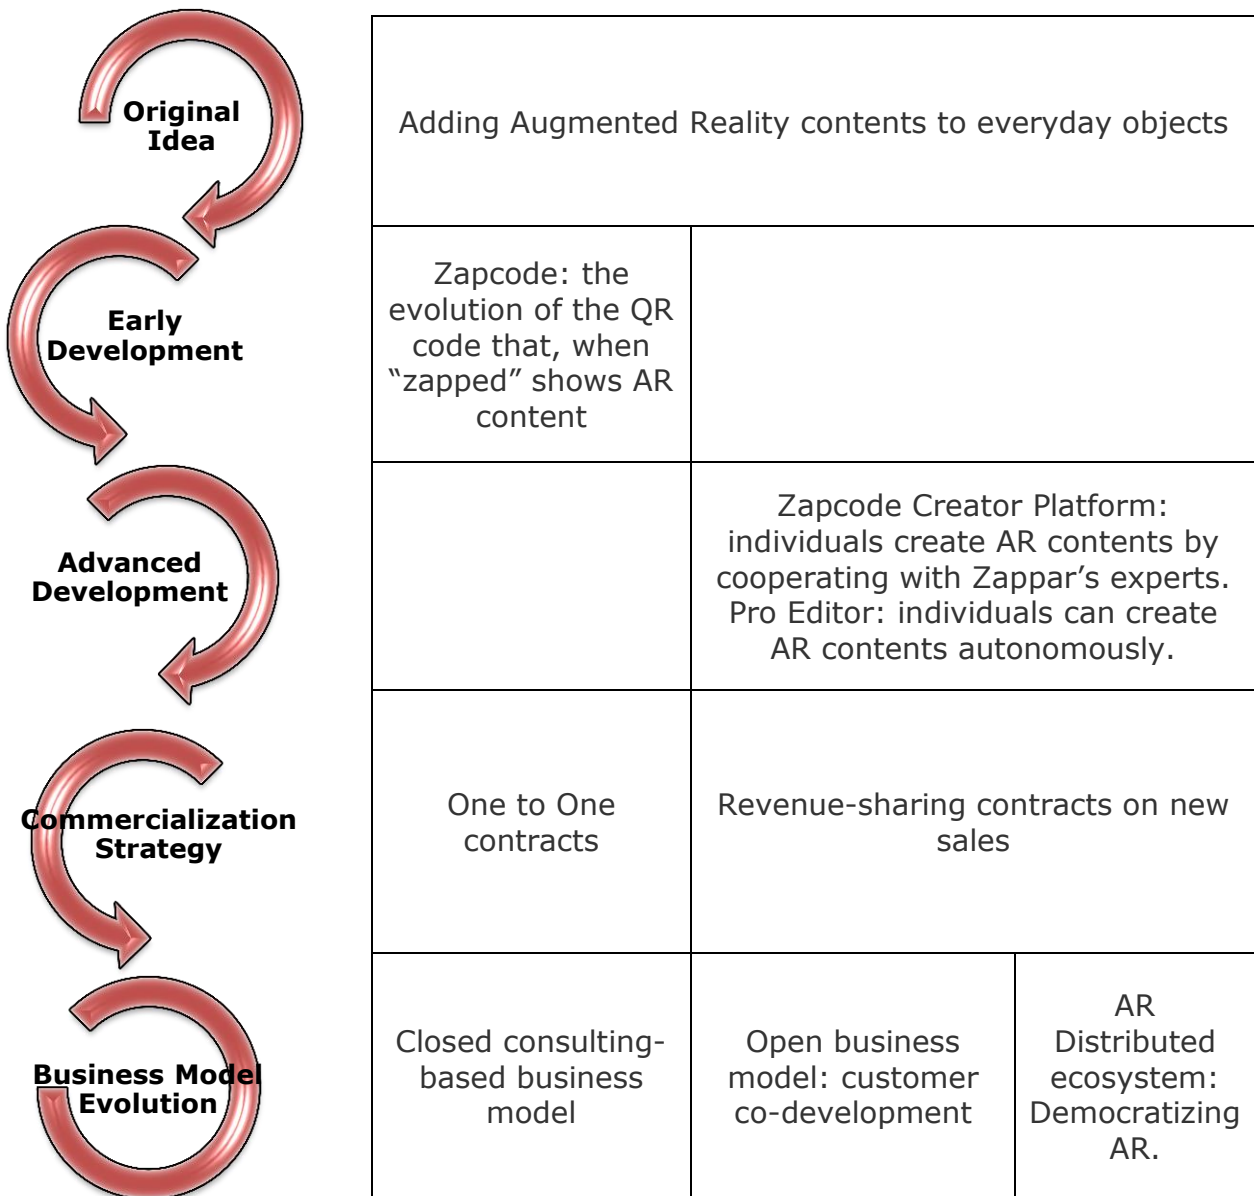 Original
Idea
Adding Augmented Reality contents to everyday objects
Early
Development
Zapcode: the
evolution of the QR
code that, when
“zapped” shows AR
content
Advanced
Development
Zapcode Creator Platform:
individuals create AR contents by
cooperating with Zappar’s experts.
Pro Editor: individuals can create
AR contents autonomously.
Commercialization
Strategy
One to One
contracts
Revenue-sharing contracts on new
sales
Business Model
Evolution
Closed consulting-
based business
model
Open business
model: customer
co-development
AR
Distributed
ecosystem:
Democratizing
AR.